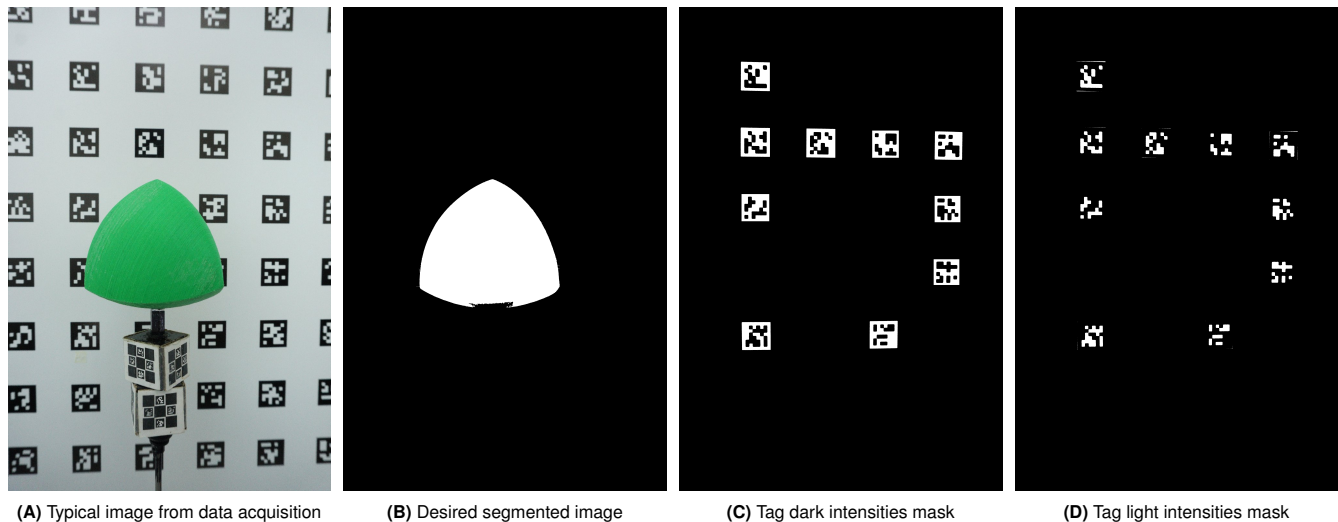 (A) Typical image from data acquisition
(B) Desired segmented image
(C) Tag dark intensities mask
(D) Tag light intensities mask